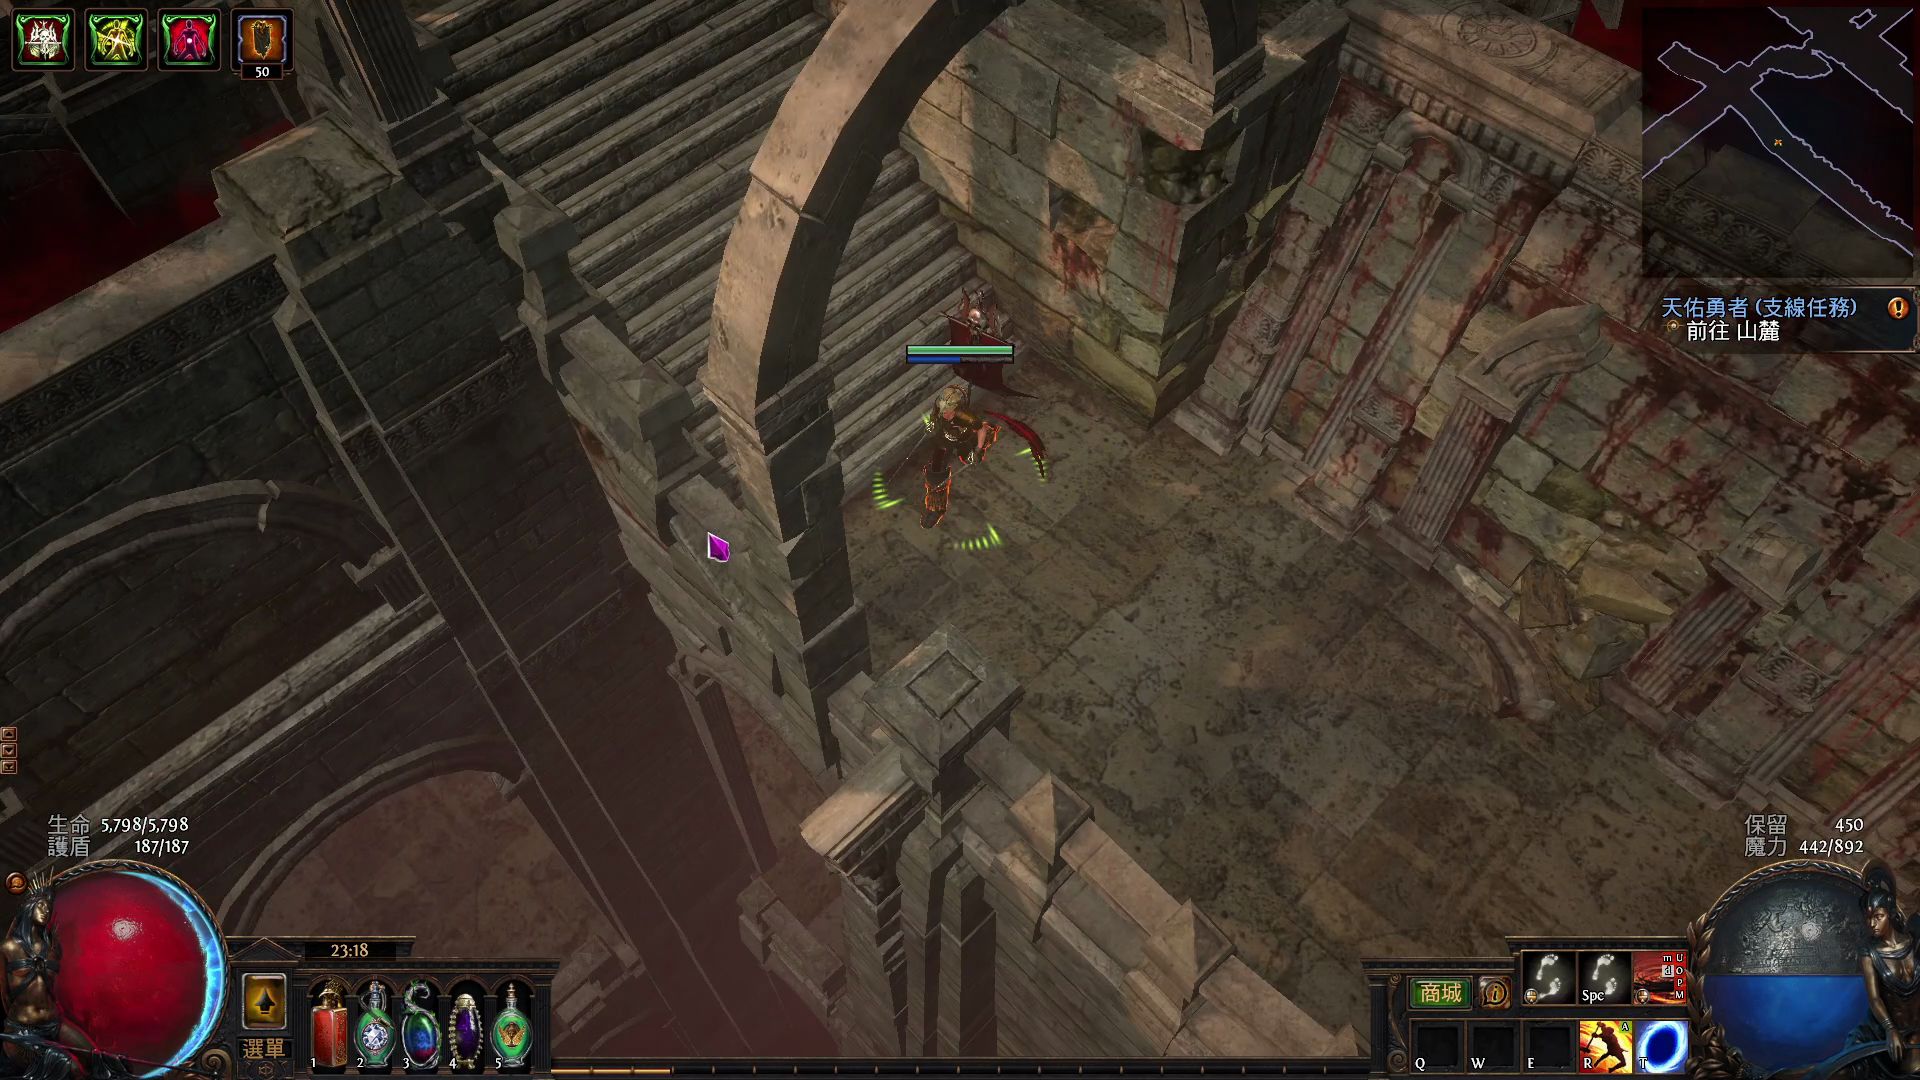 50
天佑勇者 (支線任務)
前往 山麓
生命 5,798/5,798
護盾 187/187
保留 450
魔力 442/892
23:18
選單
1
2
3
4
5
商城
Spc
m U
d O
P
M
Q
W
E
R
A
T